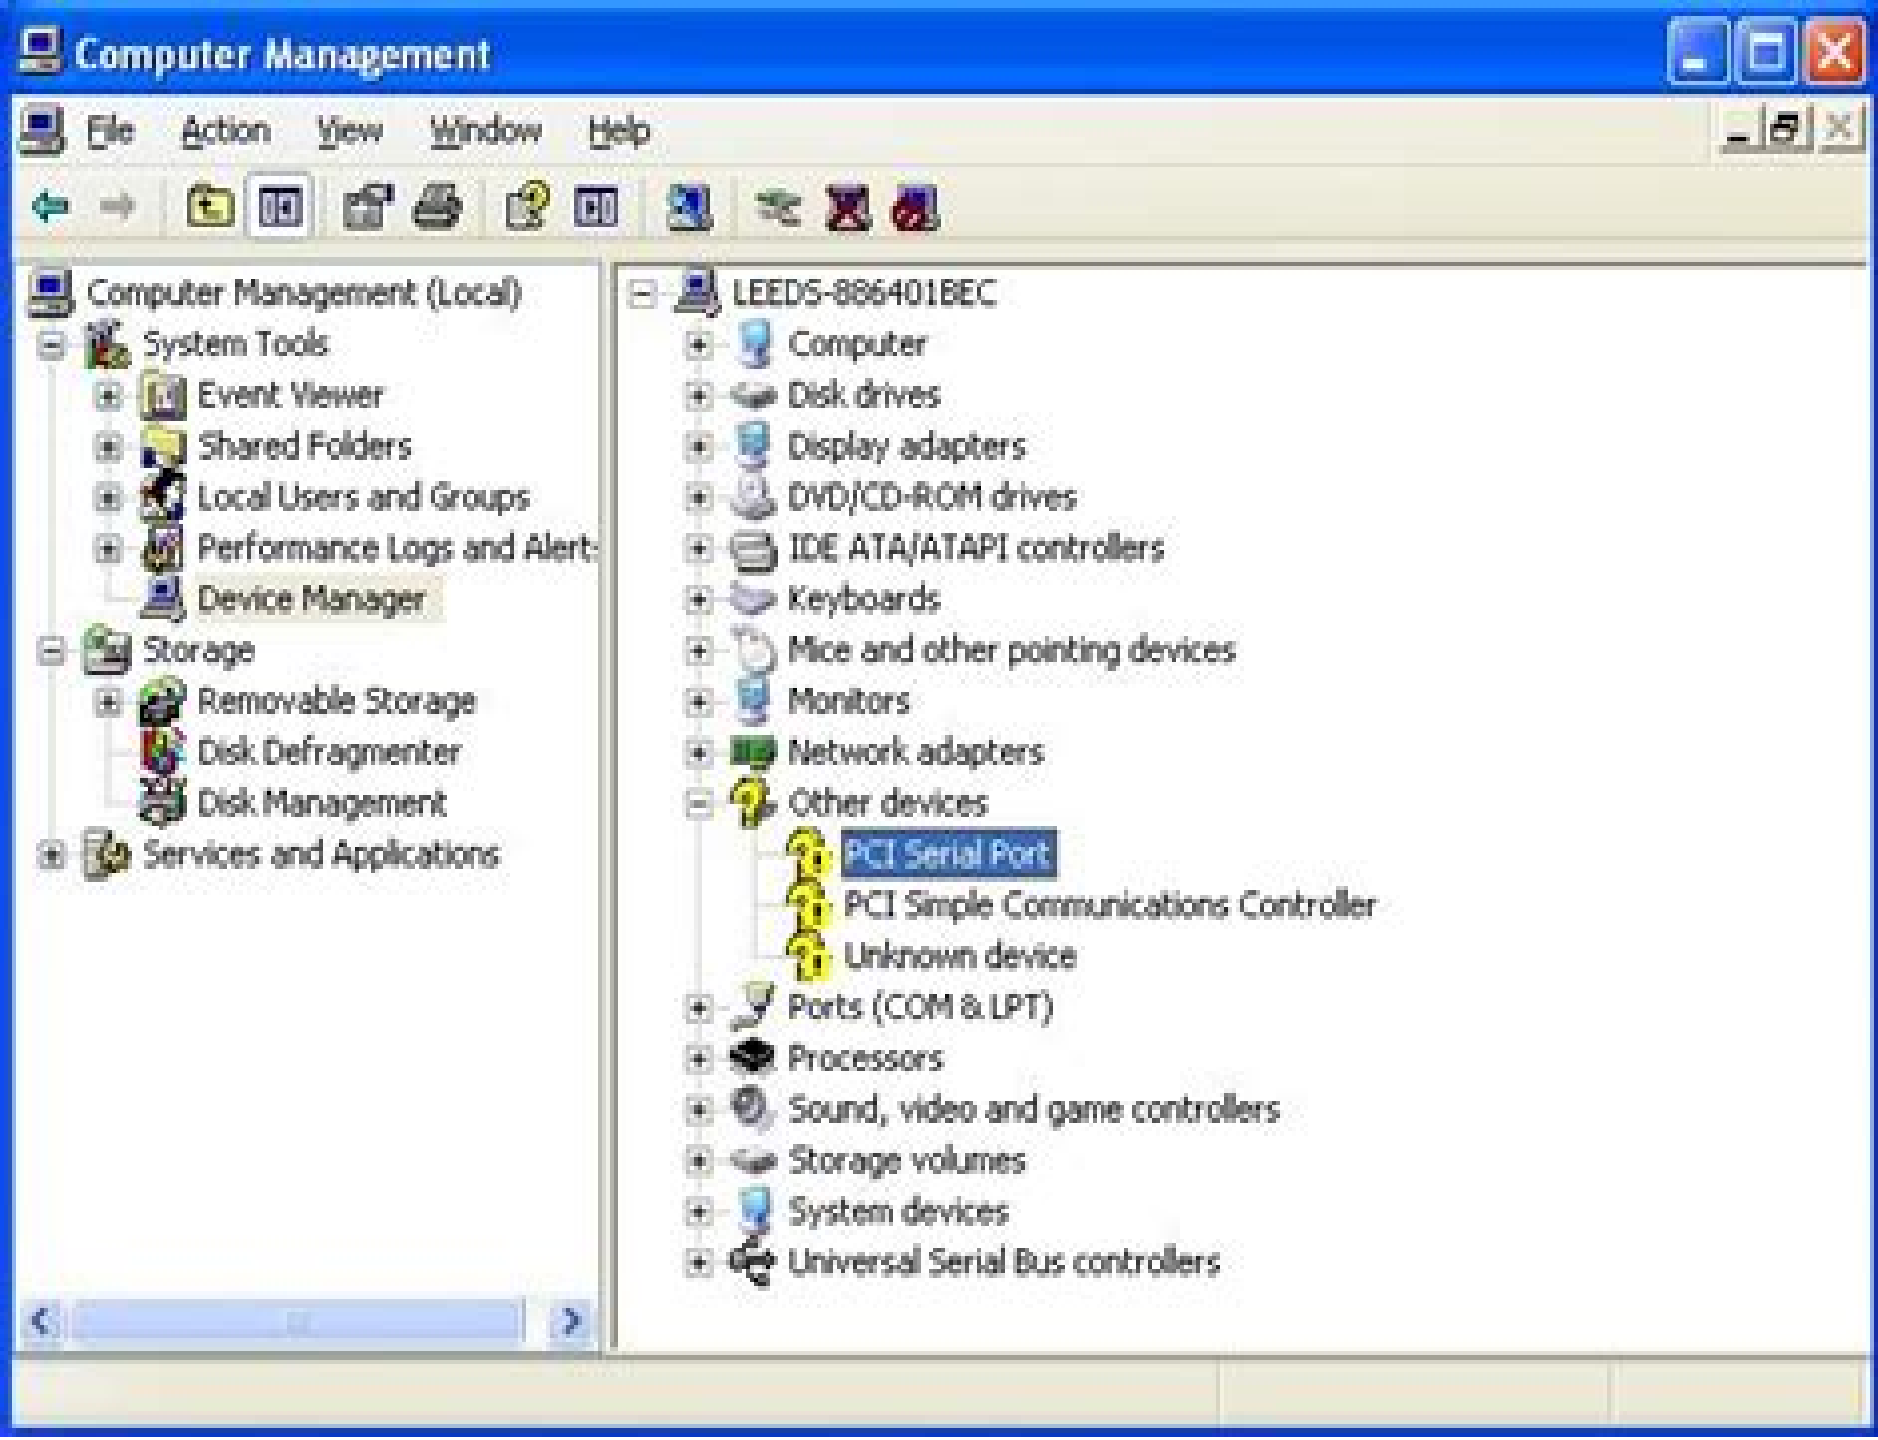 Computer Management
File Action View Window Help
Computer Management (Local)
System Tools
Event Viewer
Shared Folders
Local Users and Groups
Performance Logs and Alert
Device Manager
Storage
Removable Storage
Disk Defragmenter
Disk Management
Services and Applications
LEEDS-886401BEC
Computer
Disk drives
Display adapters
DVD/CD-ROM drives
IDE ATA/ATAPI controllers
Keyboards
Mice and other pointing devices
Monitors
Network adapters
Other devices
PCI Serial Port
PCI Simple Communications Controller
Unknown device
Ports (COM & LPT)
Processors
Sound, video and game controllers
Storage volumes
System devices
Universal Serial Bus controllers